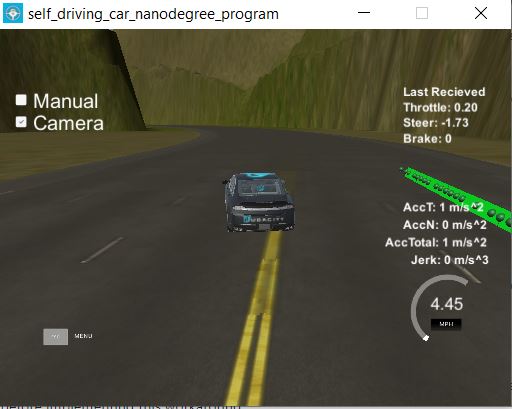 self_driving_car_nanodegree_program
Manual
Camera
Last Recieved
Throttle: 0.20
Steer: -1.73
Brake: 0
AccT: 1 m/s^2
AccN: 0 m/s^2
AccTotal: 1 m/s^2
Jerk: 0 m/s^3
4.45
MPH
UDACITY
MENU